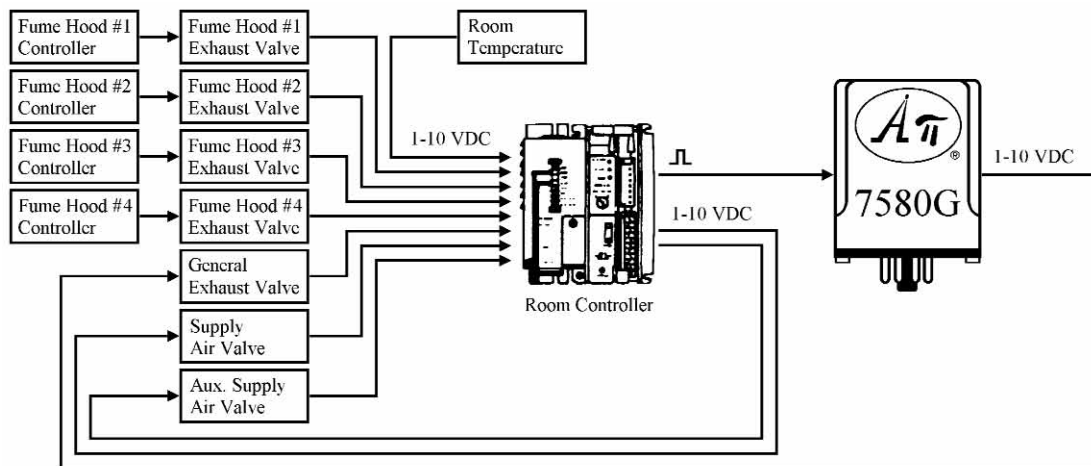 Fume Hood #1
Controller
Fume Hood #1
Exhaust Valve
Room
Temperature
Fume Hood #2
Controller
Fume Hood #2
Exhaust Valve
Fume Hood #3
Controller
Fume Hood #3
Exhaust Valve
1-10 VDC
Fume Hood #4
Controller
Fume Hood #4
Exhaust Valve
General
Exhaust Valve
Supply
Air Valve
Aux. Supply
Air Valve
Room Controller
1-10 VDC
Aπ
®
7580G
1-10 VDC